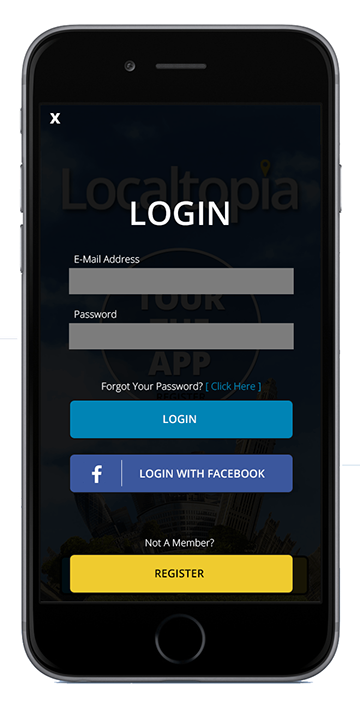 X
Localtopia
LOGIN
E-Mail Address
TOUR
THE
APP
REGISTER
Password
Forgot Your Password? [ Click Here ]
LOGIN
f
LOGIN WITH FACEBOOK
Not A Member?
REGISTER